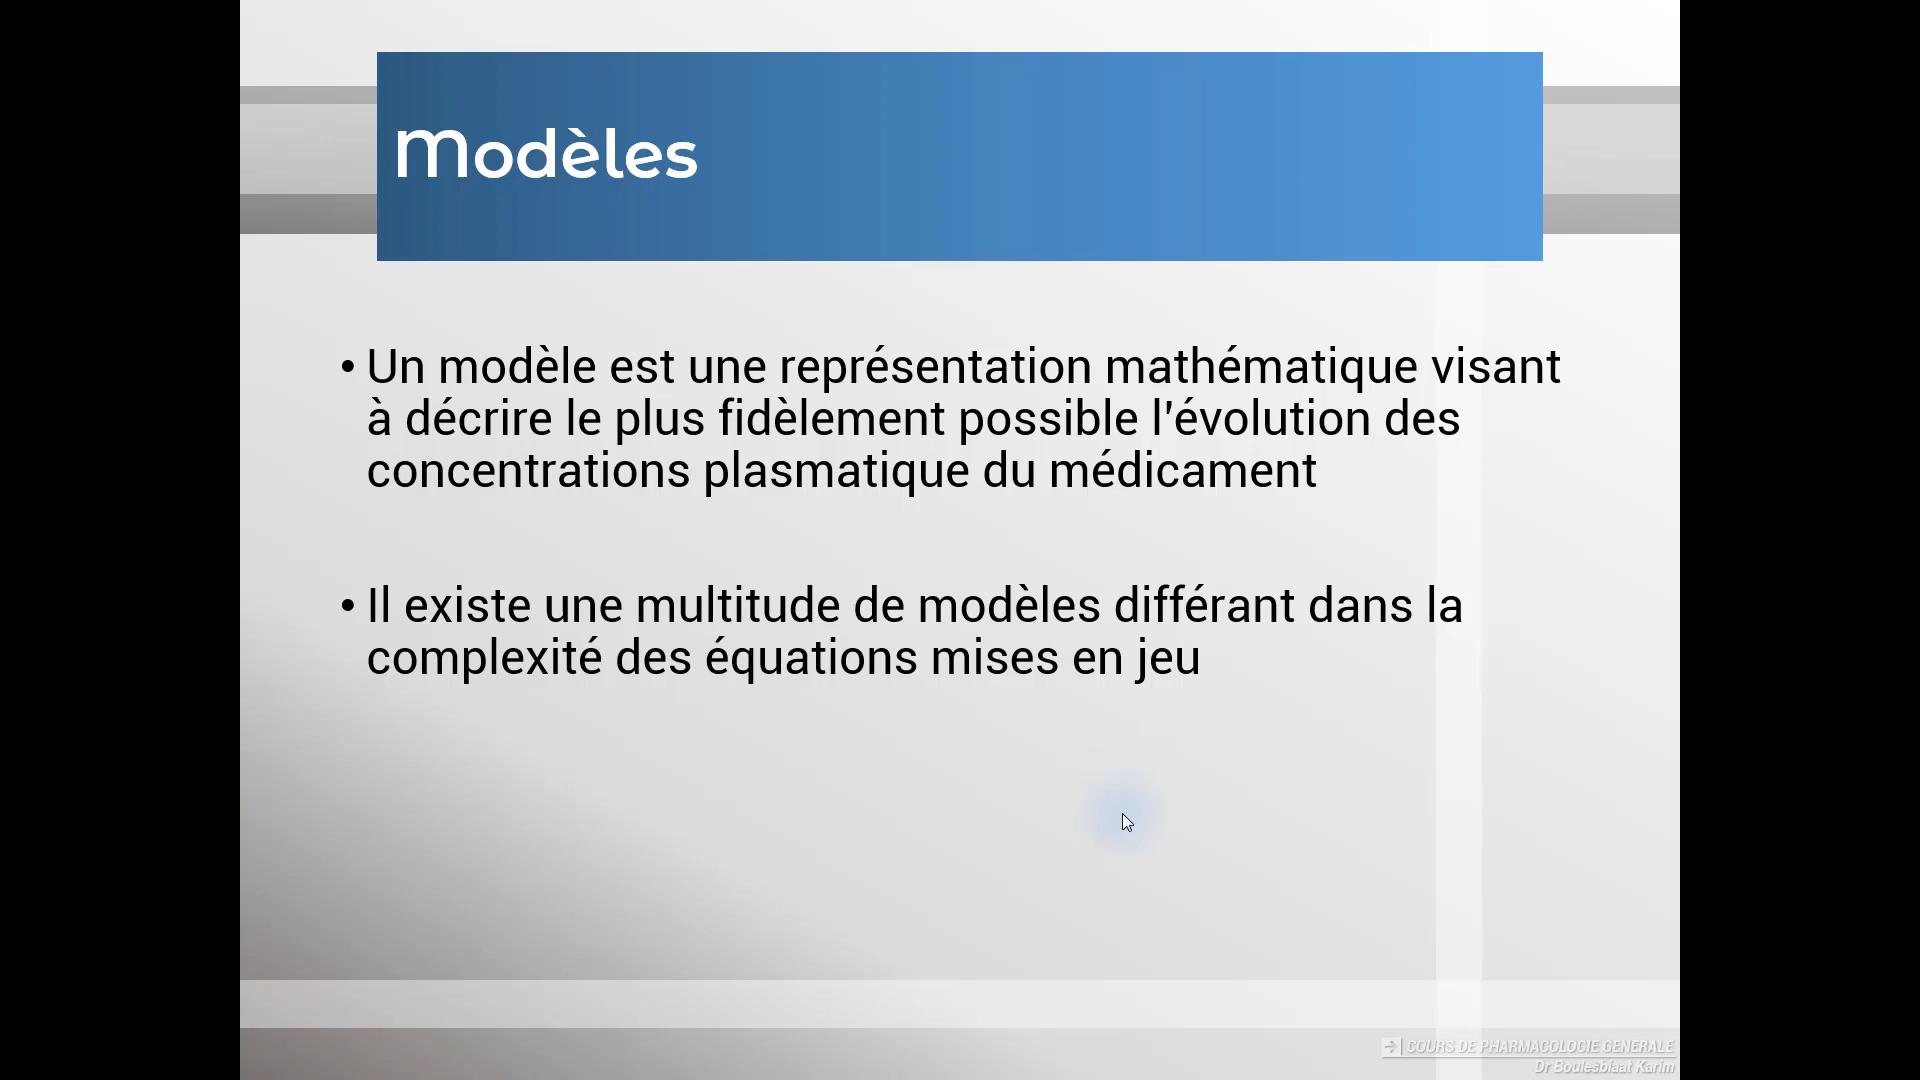 Modèles
• Un modèle est une représentation mathématique visant
à décrire le plus fidèlement possible l'évolution des
concentrations plasmatique du médicament
• Il existe une multitude de modèles différant dans la
complexité des équations mises en jeu
COURS DE PHARMACOLOGIE GENERALE
Dr Boulesblaat Karim